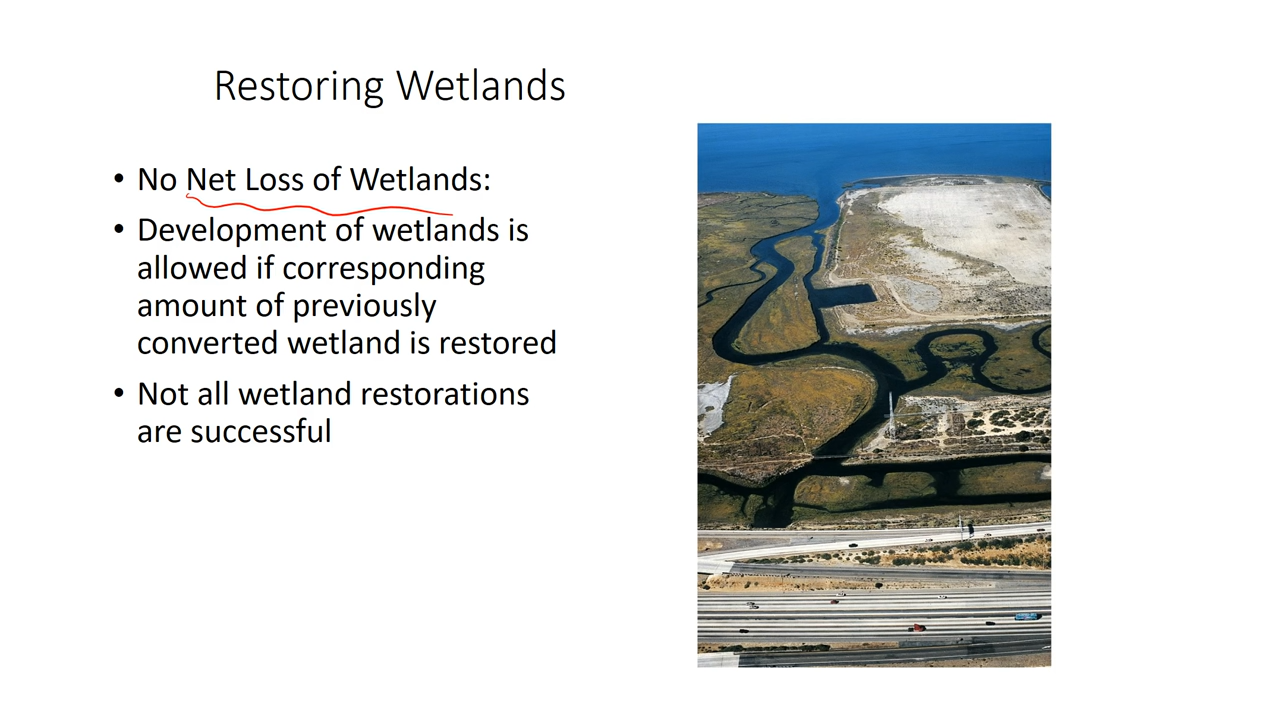 Restoring Wetlands
• No Net Loss of Wetlands:
• Development of wetlands is
allowed if corresponding
amount of previously
converted wetland is restored
• Not all wetland restorations
are successful